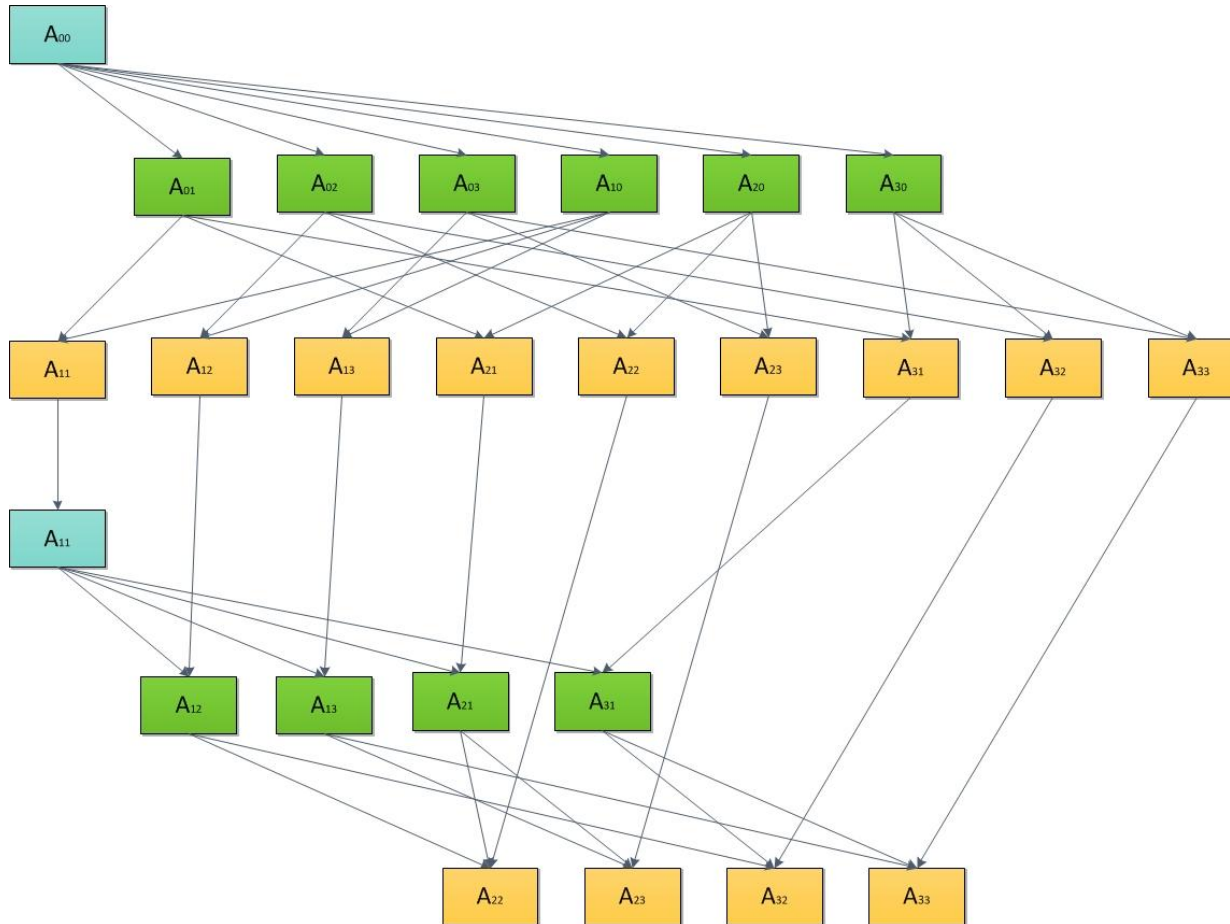 A₀₀
A₀₁ A₀₂ A₀₃ A₁₀ A₂₀ A₃₀
A₁₁ A₁₂ A₁₃ A₂₁ A₂₂ A₂₃ A₃₁ A₃₂ A₃₃
A₁₁
A₁₂ A₁₃ A₂₁ A₃₁
A₂₂ A₂₃ A₃₂ A₃₃